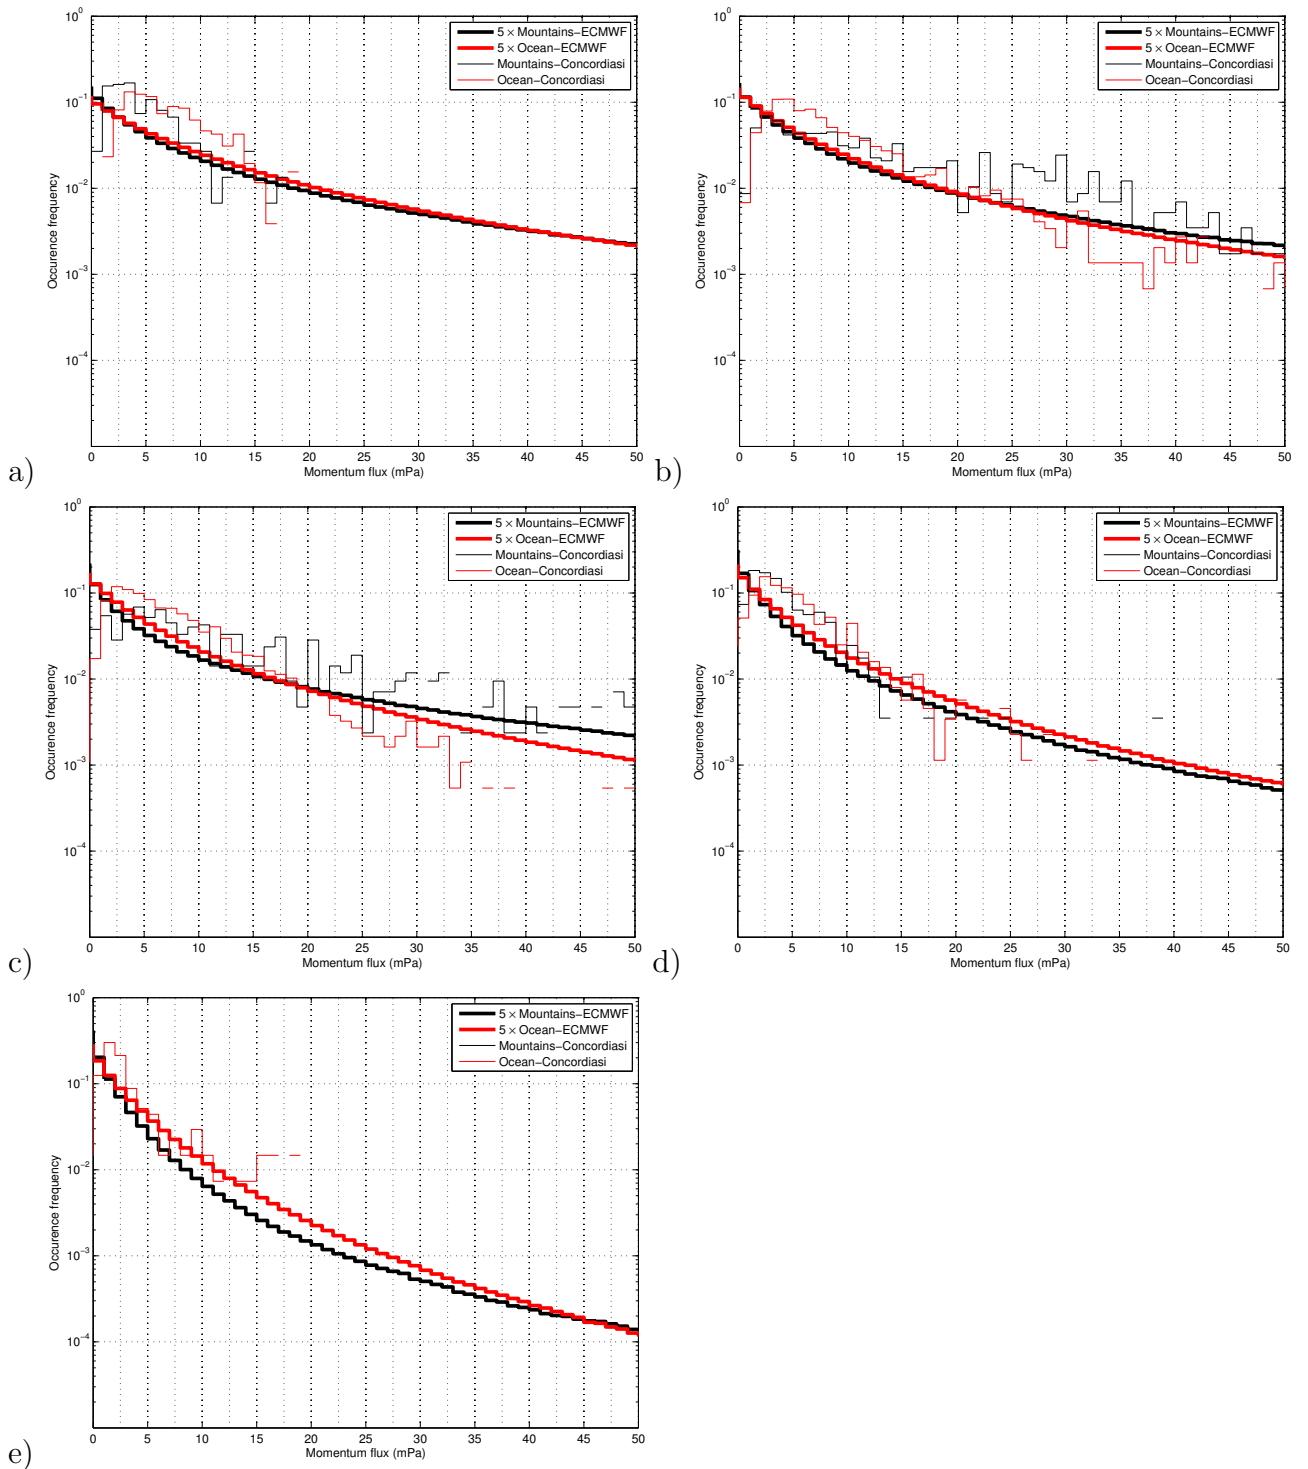 10^0
10^-1
10^-2
10^-3
10^-4
Occurence frequency
5 × Mountains−ECMWF
5 × Ocean−ECMWF
Mountains−Concordiasi
Ocean−Concordiasi
0 5 10 15 20 25 30 35 40 45 50
Momentum flux (mPa)
a)
10^0
10^-1
10^-2
10^-3
10^-4
Occurence frequency
5 × Mountains−ECMWF
5 × Ocean−ECMWF
Mountains−Concordiasi
Ocean−Concordiasi
0 5 10 15 20 25 30 35 40 45 50
Momentum flux (mPa)
b)
10^0
10^-1
10^-2
10^-3
10^-4
Occurence frequency
5 × Mountains−ECMWF
5 × Ocean−ECMWF
Mountains−Concordiasi
Ocean−Concordiasi
0 5 10 15 20 25 30 35 40 45 50
Momentum flux (mPa)
c)
10^0
10^-1
10^-2
10^-3
10^-4
Occurence frequency
5 × Mountains−ECMWF
5 × Ocean−ECMWF
Mountains−Concordiasi
Ocean−Concordiasi
0 5 10 15 20 25 30 35 40 45 50
Momentum flux (mPa)
d)
10^0
10^-1
10^-2
10^-3
10^-4
Occurence frequency
5 × Mountains−ECMWF
5 × Ocean−ECMWF
Mountains−Concordiasi
Ocean−Concordiasi
0 5 10 15 20 25 30 35 40 45 50
Momentum flux (mPa)
e)